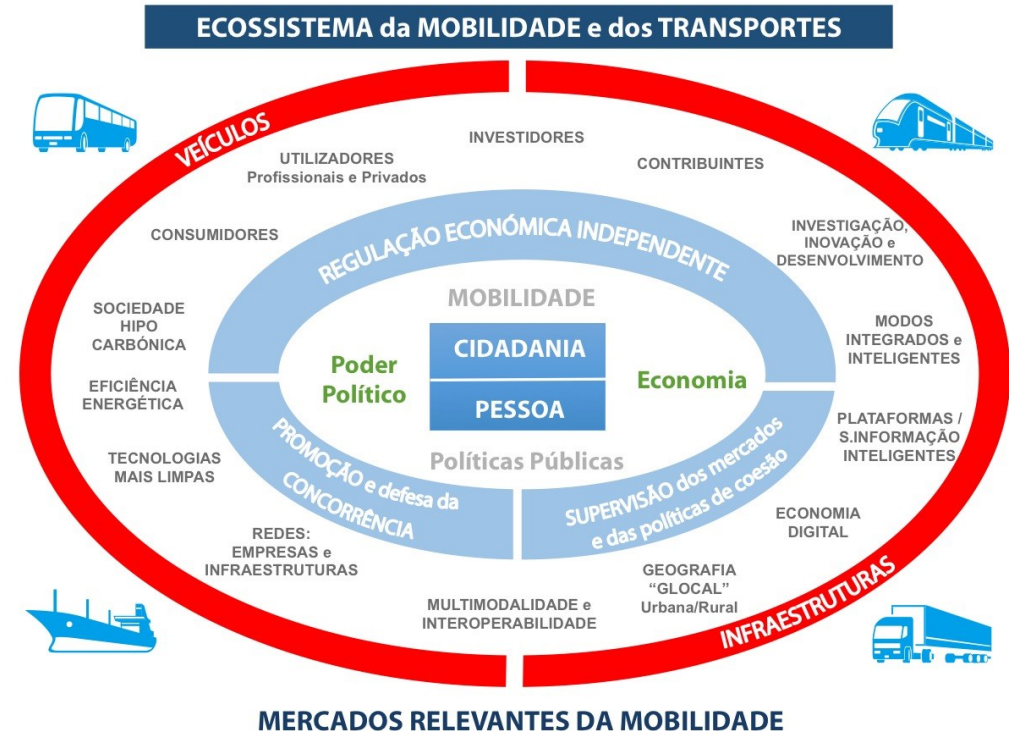 ECOSSISTEMA da MOBILIDADE e dos TRANSPORTES
VEÍCULOS
INVESTIDORES
UTILIZADORES
Profissionais e Privados
CONTRIBUINTES
CONSUMIDORES
INVESTIGAÇÃO,
INOVAÇÃO e
DESENVOLVIMENTO
REGULAÇÃO ECONÓMICA INDEPENDENTE
SOCIEDADE
HIPO
CARBÓNICA
MOBILIDADE
MODOS
INTEGRADOS e
INTELIGENTES
CIDADANIA
Poder
Político
Economia
PESSOA
EFICIÊNCIA
ENERGÉTICA
PLATAFORMAS /
S.INFORMAÇÃO
INTELIGENTES
Políticas Públicas
TECNOLOGIAS
MAIS LIMPAS
PROMOÇÃO e defesa da
CONCORRÊNCIA
SUPERVISÃO dos mercados
e das políticas de coesão
ECONOMIA
DIGITAL
REDES:
EMPRESAS e
INFRAESTRUTURAS
GEOGRAFIA
“GLOCAL”
Urbana/Rural
MULTIMODALIDADE e
INTEROPERABILIDADE
INFRAESTRUTURAS
MERCADOS RELEVANTES DA MOBILIDADE